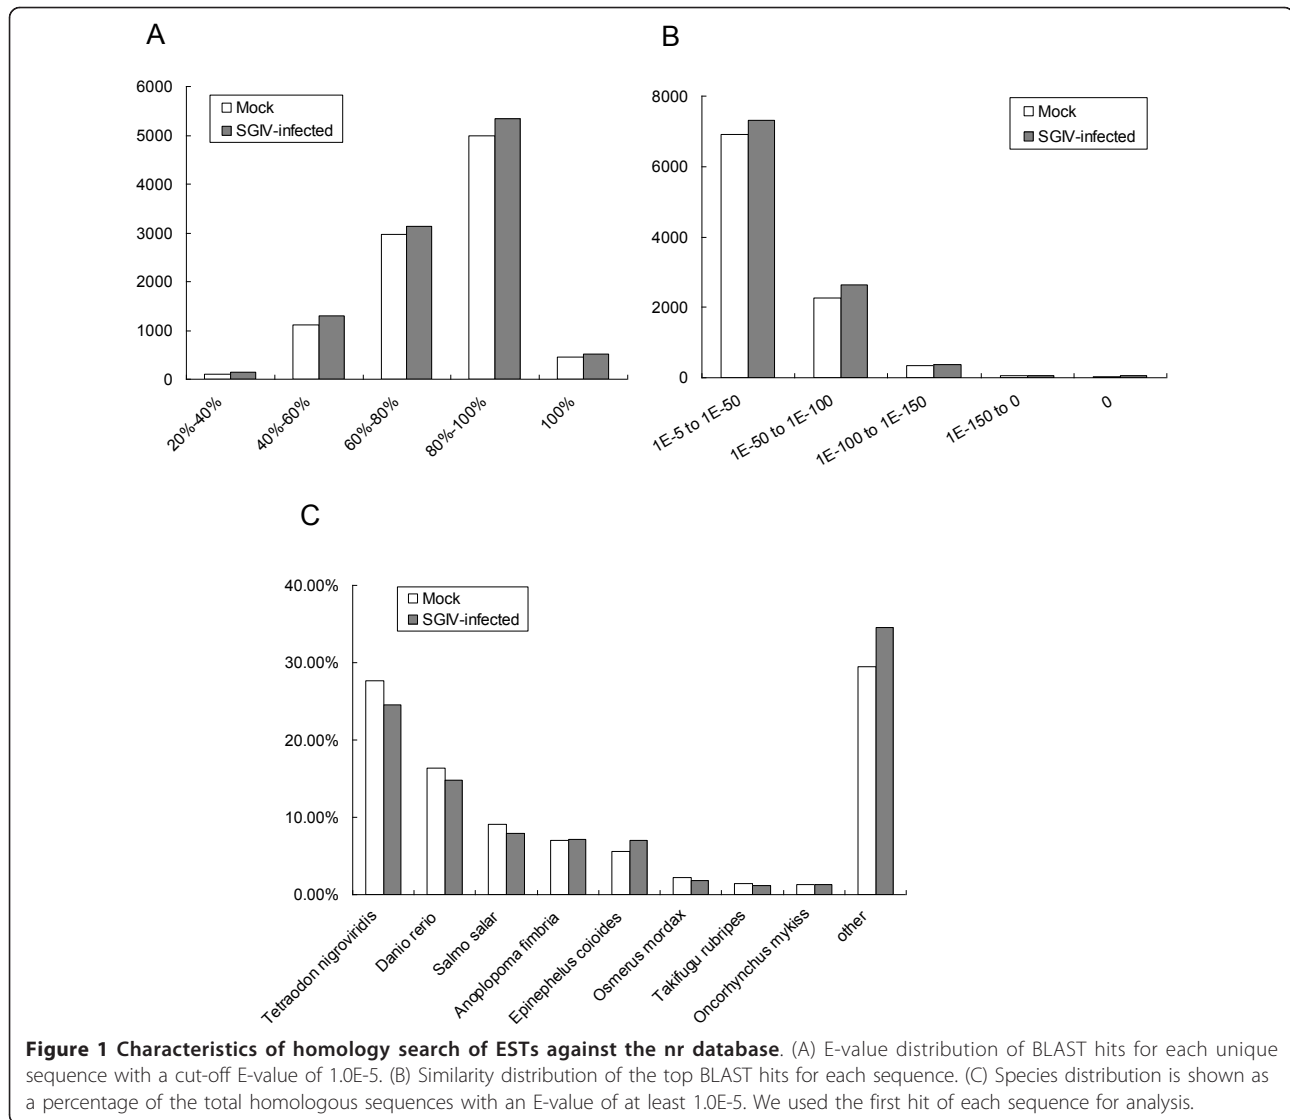 A
6000
5000
4000
3000
2000
1000
0
Mock
SGIV-infected
20%-40%
40%-60%
60%-80%
80%-100%
100%
B
8000
6000
4000
2000
0
Mock
SGIV-infected
1E-5 to 1E-50
1E-50 to 1E-100
1E-100 to 1E-150
1E-150 to 0
0
C
40.00%
30.00%
20.00%
10.00%
0.00%
Mock
SGIV-infected
Tetraodon nigroviridis
Danio rerio
Salmo salar
Anoplopoma fimbria
Epinephelus coioides
Osmerus mordax
Takifugu rubripes
Oncorhynchus mykiss
other
Figure 1 Characteristics of homology search of ESTs against the nr database. (A) E-value distribution of BLAST hits for each unique
sequence with a cut-off E-value of 1.0E-5. (B) Similarity distribution of the top BLAST hits for each sequence. (C) Species distribution is shown as
a percentage of the total homologous sequences with an E-value of at least 1.0E-5. We used the first hit of each sequence for analysis.